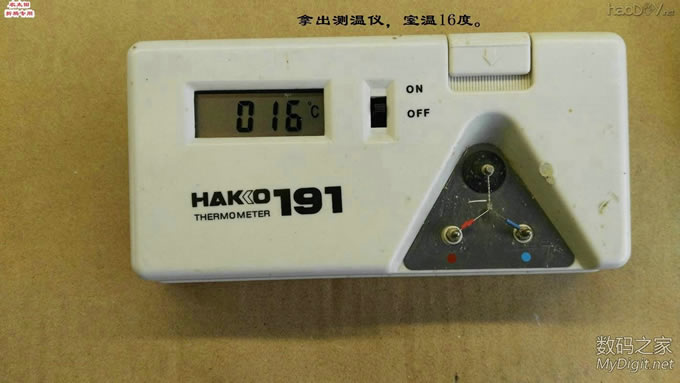 拿出测温仪，室温16度。
ON
OFF
016°C
HAKKO 191
THERMOMETER
数码之家
MyDigit.net